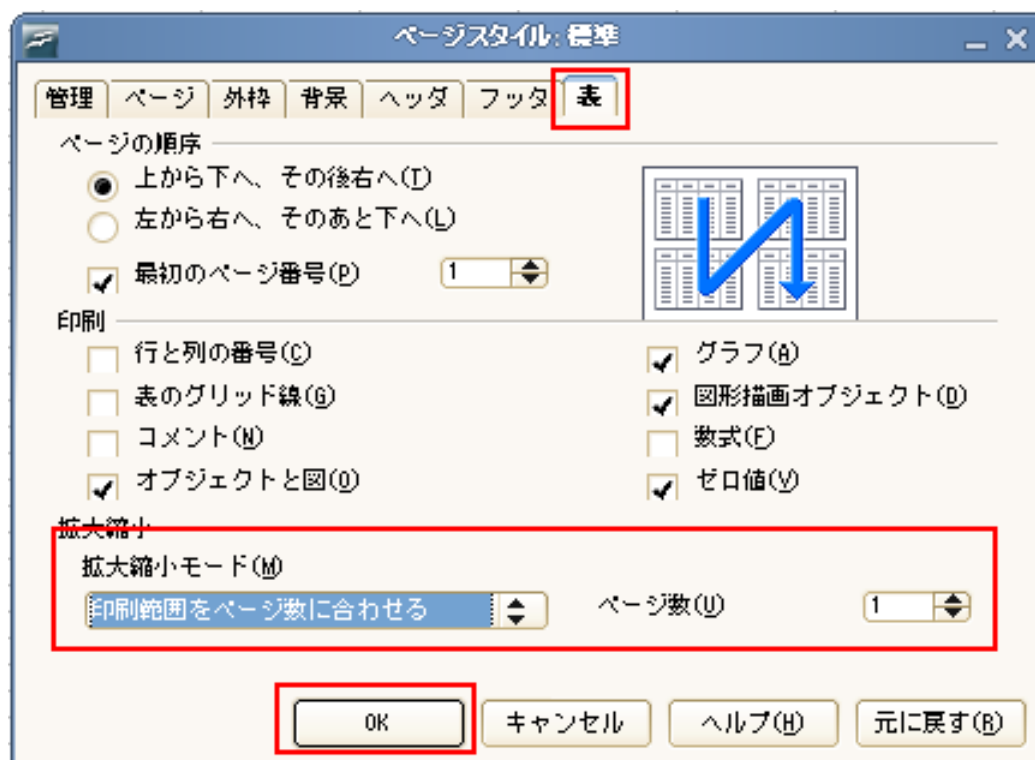 ページスタイル: 標準
管理 ページ 外枠 背景 ヘッダ フッタ 表
ページの順序
上から下へ、その後右へ(T)
左から右へ、そのあと下へ(L)
最初のページ番号(P) 1
印刷
行と列の番号(C) グラフ(A)
表のグリッド線(G) 図形描画オブジェクト(D)
コメント(N) 数式(F)
オブジェクトと図(O) ゼロ値(V)
拡大縮小
拡大縮小モード(M)
印刷範囲をページ数に合わせる ページ数(U) 1
OK キャンセル ヘルプ(H) 元に戻す(R)